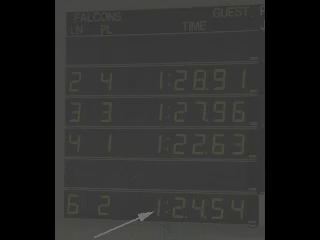 FALCONS GUEST
LN PL TIME
2 4 1:28.91
3 3 1:27.96
4 1 1:22.63
6 2 1:24.54